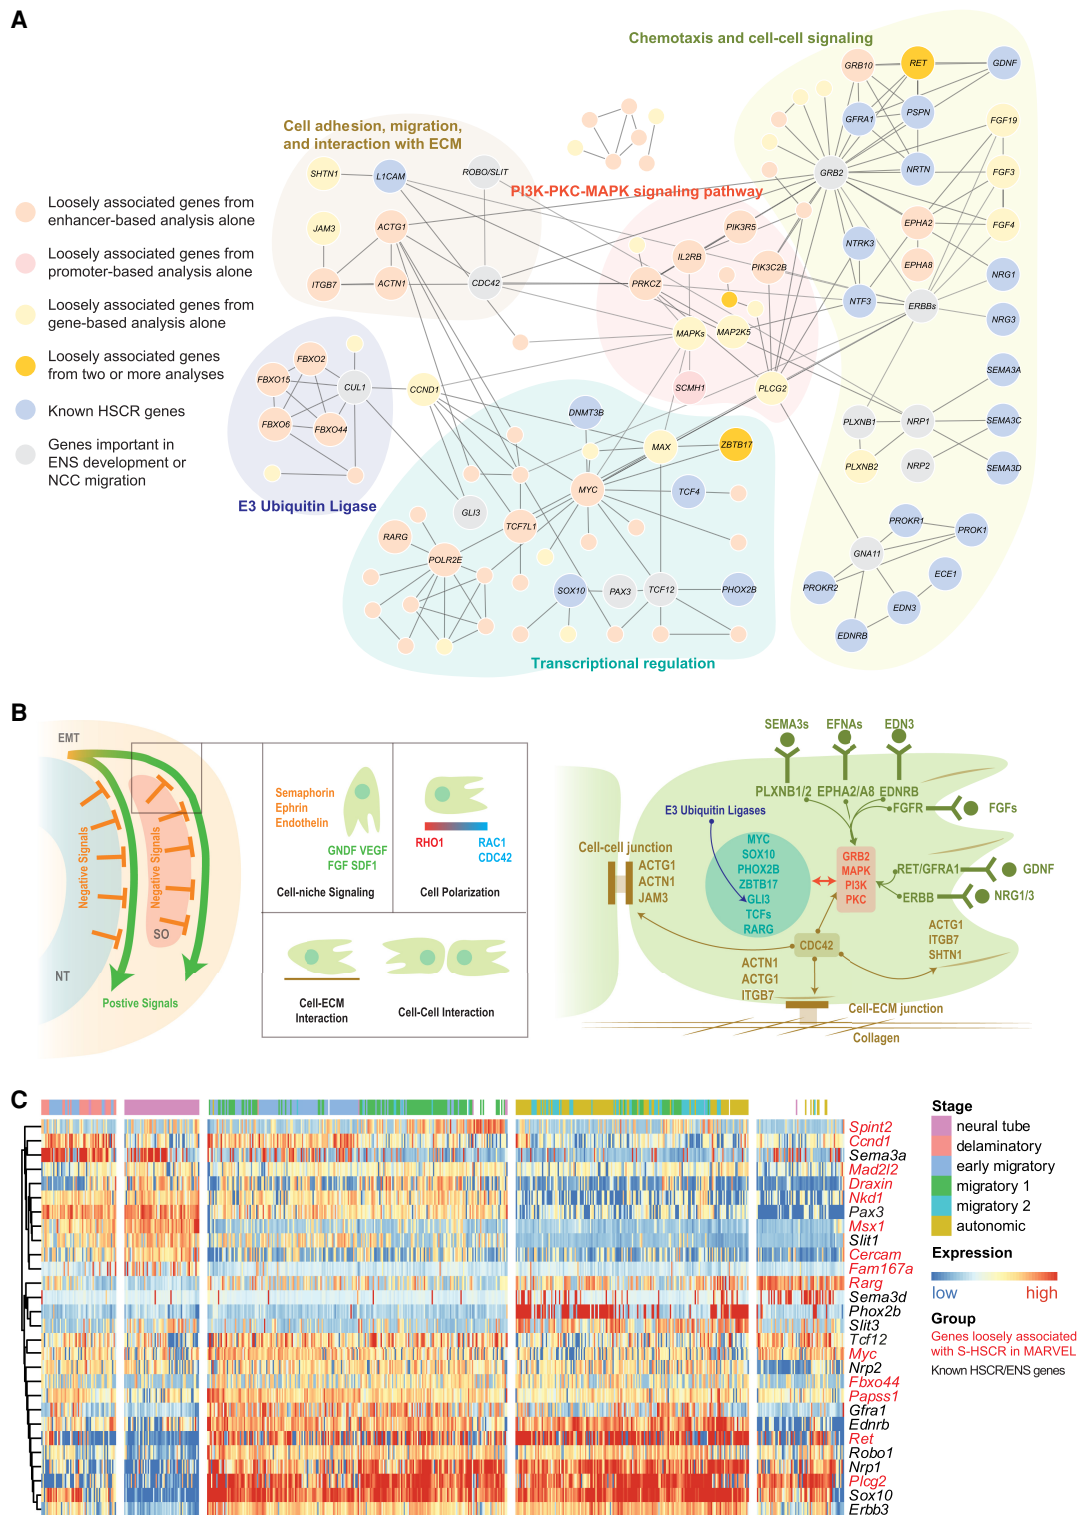 A
Chemotaxis and cell-cell signaling
Cell adhesion, migration,
and interaction with ECM
PI3K-PKC-MAPK signaling pathway
E3 Ubiquitin Ligase
Transcriptional regulation
Loosely associated genes from
enhancer-based analysis alone
Loosely associated genes from
promoter-based analysis alone
Loosely associated genes from
gene-based analysis alone
Loosely associated genes
from two or more analyses
Known HSCR genes
Genes important in
ENS development or
NCC migration
SHTN1
L1CAM
ROBO/SLIT
JAM3
ACTG1
ITGB7
ACTN1
CDC42
GRB10
RET
GDNF
GFRA1
PSPN
FGF19
GRB2
NRTN
FGF3
EPHA2
FGF4
NTRK3
EPHA8
NRG1
NTF3
ERBBs
NRG3
PIK3R5
IL2RB
PIK3C2B
PRKCZ
MAPKs
MAP2K5
SCMH1
PLCG2
SEMA3A
PLXNB1
NRP1
SEMA3C
PLXNB2
NRP2
SEMA3D
PROKR1
PROK1
GNA11
PROKR2
ECE1
EDN3
EDNRB
FBXO2
FBXO15
CUL1
FBXO6
FBXO44
CCND1
DNMT3B
MAX
ZBTB17
MYC
TCF4
GLI3
TCF7L1
RARG
POLR2E
SOX10
PAX3
TCF12
PHOX2B
B
EMT
Negative Signals
Negative Signals
SO
NT
Postive Signals
Semaphorin
Ephrin
Endothelin
GNDF VEGF
FGF SDF1
Cell-niche Signaling
RHO1
RAC1
CDC42
Cell Polarization
Cell-ECM
Interaction
Cell-Cell Interaction
SEMA3s
EFNAs
EDN3
PLXNB1/2
EPHA2/A8
EDNRB
FGFR
FGFs
E3 Ubiquitin Ligases
Cell-cell junction
ACTG1
ACTN1
JAM3
MYC
SOX10
PHOX2B
ZBTB17
GLI3
TCFs
RARG
GRB2
MAPK
PI3K
PKC
RET/GFRA1
GDNF
ERBB
NRG1/3
CDC42
ACTG1
ITGB7
SHTN1
ACTN1
ACTG1
ITGB7
Cell-ECM junction
Collagen
C
Spint2
Ccnd1
Sema3a
Mad2l2
Draxin
Nkd1
Pax3
Msx1
Slit1
Cercam
Fam167a
Rarg
Sema3d
Phox2b
Slit3
Tcf12
Myc
Nrp2
Fbxo44
Papss1
Gfra1
Ednrb
Ret
Robo1
Nrp1
Plcg2
Sox10
Erbb3
Stage
neural tube
delaminatory
early migratory
migratory 1
migratory 2
autonomic
Expression
low
high
Group
Genes loosely associated
with S-HSCR in MARVEL
Known HSCR/ENS genes